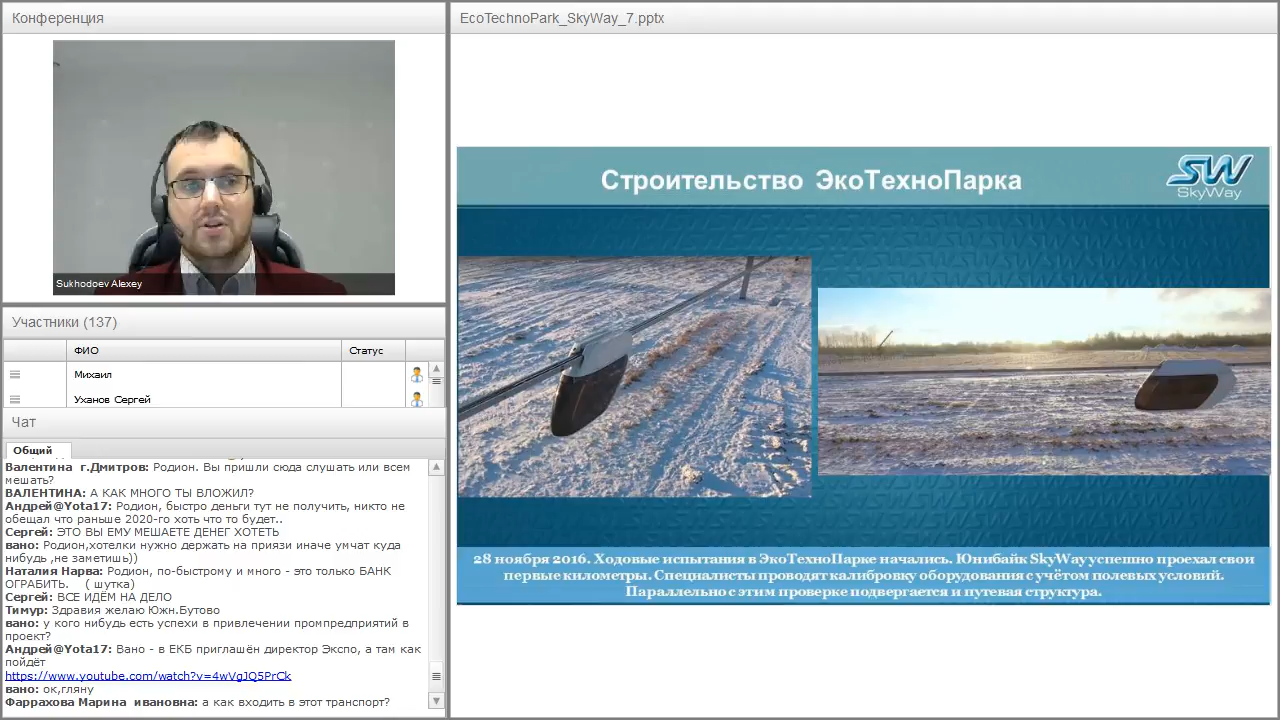 Конференция
Sukhodoev Alexey
Участники (137)
ФИО
Статус
Михаил
Уханов Сергей
Чат
Общий
Валентина г.Дмитров: Родион. Вы пришли сюда слушать или всем
мешать?
ВАЛЕНТИНА: А КАК МНОГО ТЫ ВЛОЖИЛ?
Андрей@Yota17: Родион, быстро деньги тут не получить, никто не
обещал что раньше 2020-го хоть что то будет..
Сергей: ЭТО ВЫ ЕМУ МЕШАЕТЕ ДЕНЕГ ХОТЕТЬ
вано: Родион,хотелки нужно держать на приязи иначе умчат куда
нибудь ,не заметишь))
Наталия Нарва: Родион, по-быстрому и много - это только БАНК
ОГРАБИТЬ. ( шутка)
Сергей: ВСЕ ИДЁМ НА ДЕЛО
Тимур: Здравия желаю Южн.Бутово
вано: у кого нибудь есть успехи в привлечении промпредприятий в
проект?
Андрей@Yota17: Вано - в ЕКБ приглашён директор Экспо, а там как
пойдёт
https://www.youtube.com/watch?v=4wVgJQ5PrCk
вано: ок,гляну
Фаррахова Марина ивановна: а как входить в этот транспорт?
EcoTechnoPark_SkyWay_7.pptx
Строительство ЭкоТехноПарка
SW
SkyWay
28 ноября 2016. Ходовые испытания в ЭкоТехноПарке начались. Юнибайк SkyWay успешно проехал свои
первые километры. Специалисты проводят калибровку оборудования с учётом полевых условий.
Параллельно с этим проверке подвергается и путевая структура.